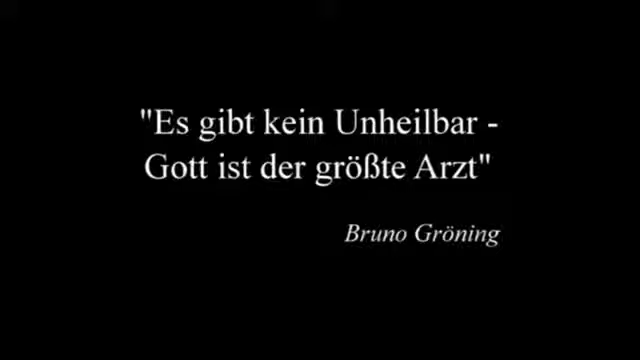 "Es gibt kein Unheilbar -
Gott ist der größte Arzt"
Bruno Gröning